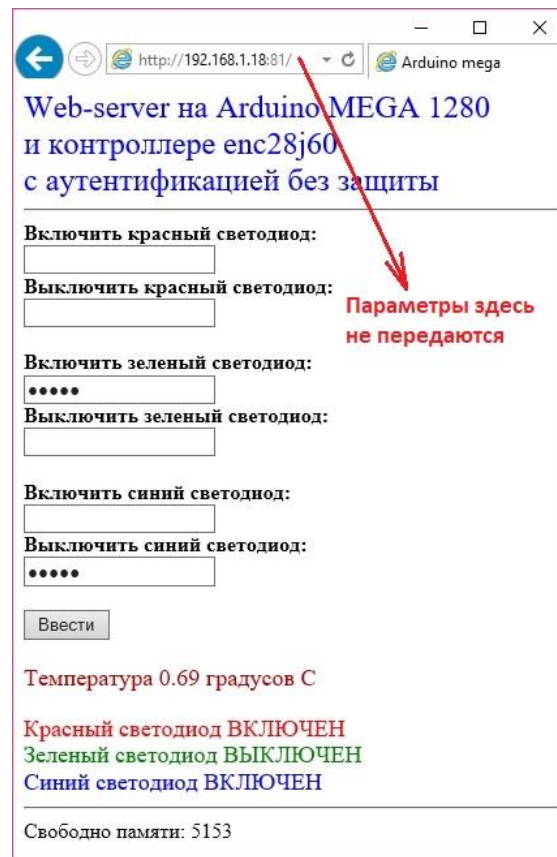 http://192.168.1.18:81/
Arduino mega
Web-server на Arduino MEGA 1280
и контроллере enc28j60
с аутентификацией без защиты
Включить красный светодиод:
Выключить красный светодиод:
Параметры здесь
не передаются
Включить зеленый светодиод:
•••••
Выключить зеленый светодиод:
Включить синий светодиод:
Выключить синий светодиод:
•••••
Ввести
Температура 0.69 градусов С
Красный светодиод ВКЛЮЧЕН
Зеленый светодиод ВЫКЛЮЧЕН
Синий светодиод ВКЛЮЧЕН
Свободно памяти: 5153